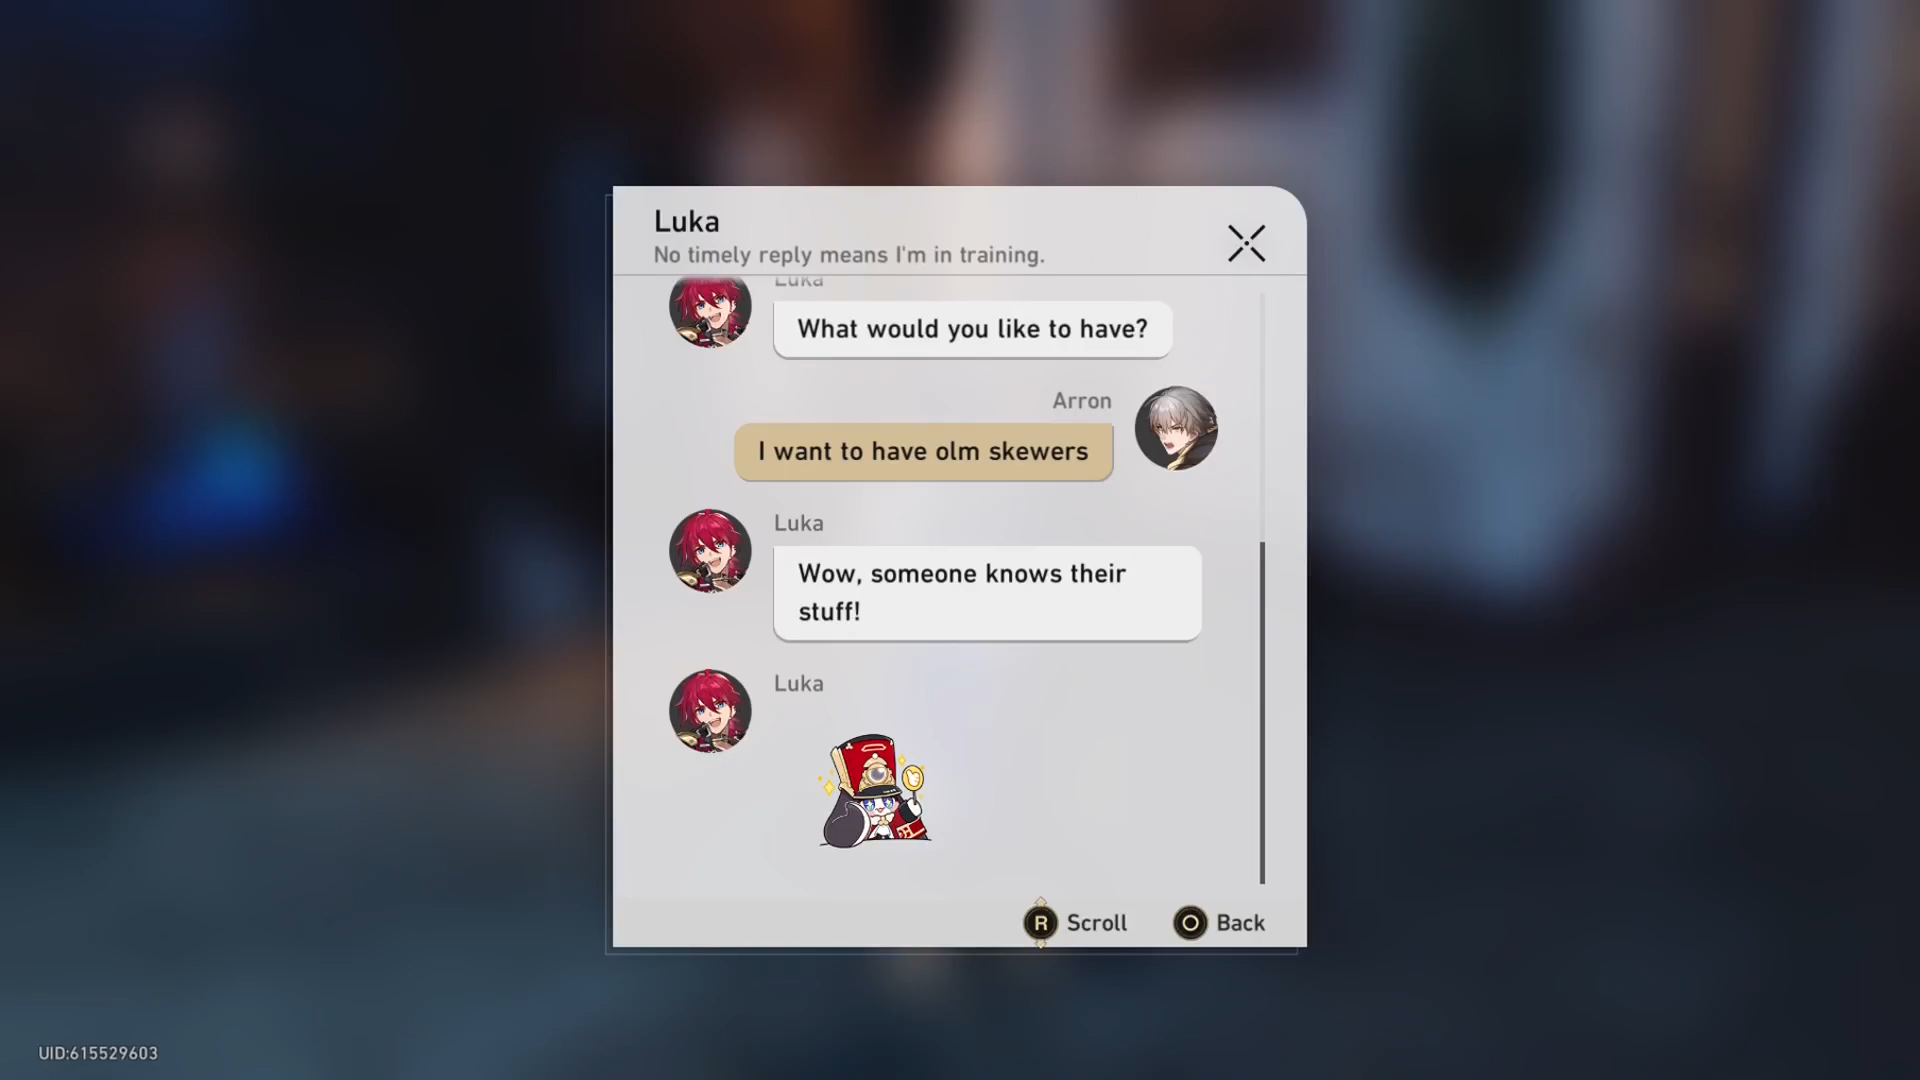 Luka
No timely reply means I'm in training.
Luka
What would you like to have?
Arron
I want to have olm skewers
Luka
Wow, someone knows their
stuff!
Luka
R Scroll
Back
UID:615529603